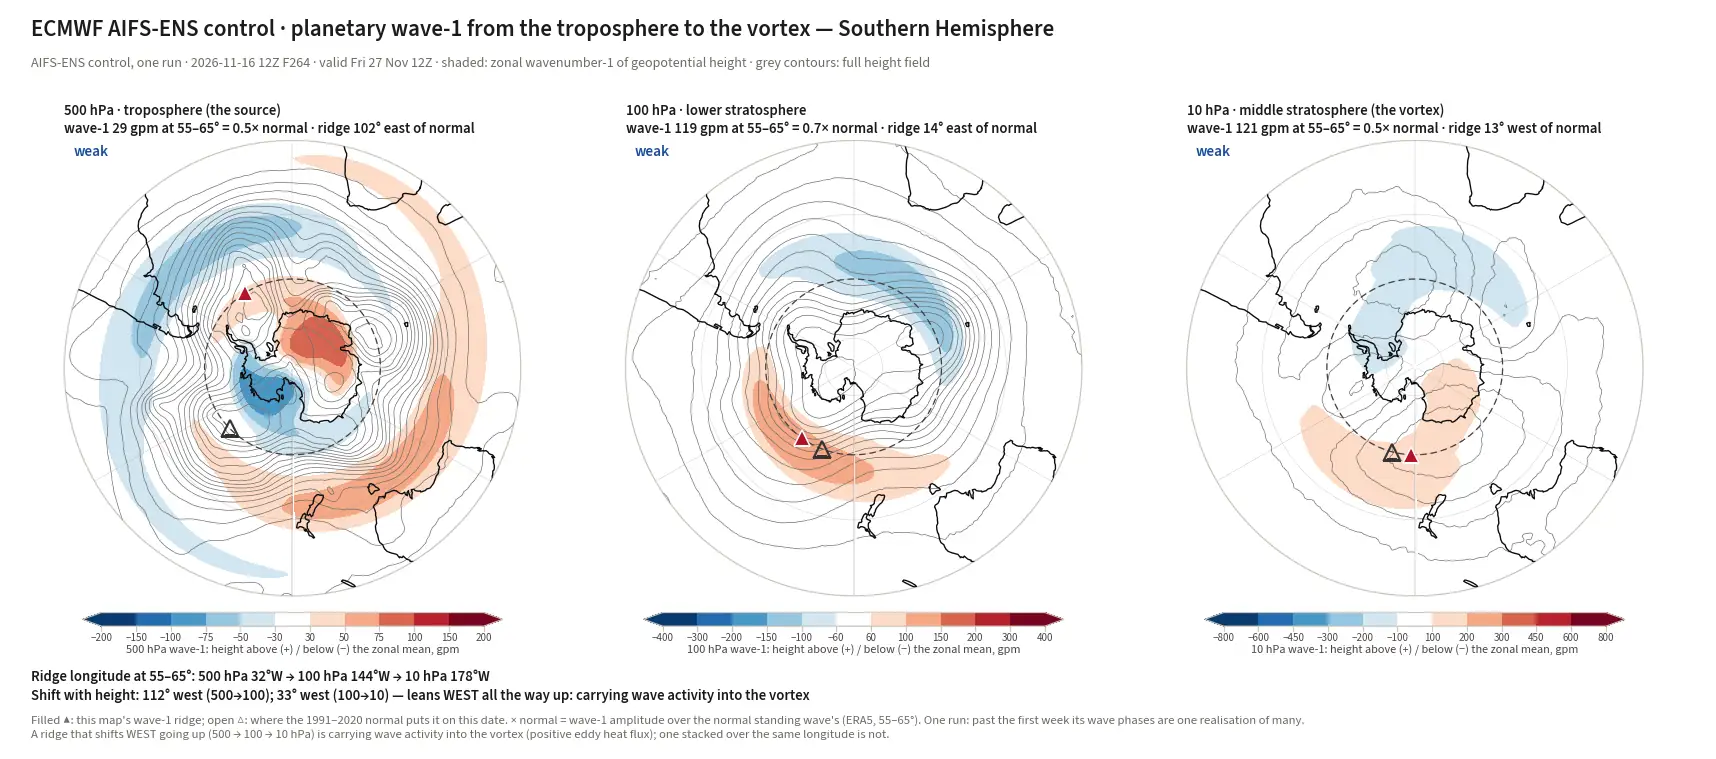 ECMWF AIFS-ENS control · planetary wave-1 from the troposphere to the vortex — Southern Hemisphere
AIFS-ENS control, one run · 2026-11-16 12Z F264 · valid Fri 27 Nov 12Z · shaded: zonal wavenumber-1 of geopotential height · grey contours: full height field
500 hPa · troposphere (the source)
wave-1 29 gpm at 55–65° = 0.5× normal · ridge 102° east of normal
weak
100 hPa · lower stratosphere
wave-1 119 gpm at 55–65° = 0.7× normal · ridge 14° east of normal
weak
10 hPa · middle stratosphere (the vortex)
wave-1 121 gpm at 55–65° = 0.5× normal · ridge 13° west of normal
weak
−200 −150 −100 −75 −50 −30 30 50 75 100 150 200
500 hPa wave-1: height above (+) / below (−) the zonal mean, gpm
−400 −300 −200 −150 −100 −60 60 100 150 200 300 400
100 hPa wave-1: height above (+) / below (−) the zonal mean, gpm
−800 −600 −450 −300 −200 −100 100 200 300 450 600 800
10 hPa wave-1: height above (+) / below (−) the zonal mean, gpm
Ridge longitude at 55–65°: 500 hPa 32°W → 100 hPa 144°W → 10 hPa 178°W
Shift with height: 112° west (500→100); 33° west (100→10) — leans WEST all the way up: carrying wave activity into the vortex
Filled ▲: this map's wave-1 ridge; open △: where the 1991–2020 normal puts it on this date. × normal = wave-1 amplitude over the normal standing wave's (ERA5, 55–65°). One run: past the first week its wave phases are one realisation of many.
A ridge that shifts WEST going up (500 → 100 → 10 hPa) is carrying wave activity into the vortex (positive eddy heat flux); one stacked over the same longitude is not.